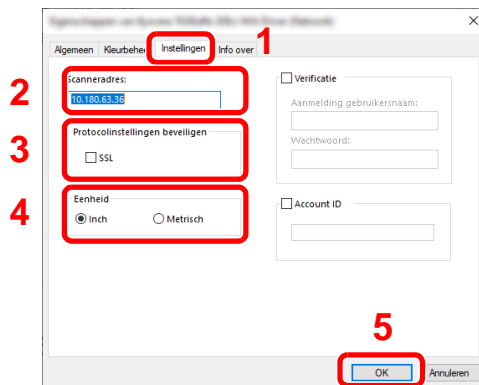 Algemeen Kleurbehee Instellingen Info over 1
2 Scanneradres:
10.180.63.36
3 Protocolinstellingen beveiligen
SSL
4 Eenheid
Inch Metrisch
Verificatie
Aanmelding gebruikersnaam:
Wachtwoord:
Account ID
5
OK Annuleren